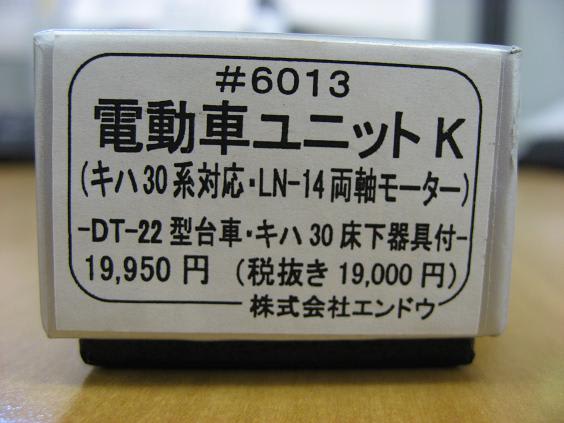 #6013
電動車ユニットK
(キハ30系対応・LN-14両軸モーター)
-DT-22型台車・キハ30床下器具付-
19,950円 (税抜き19,000円)
株式会社エンドウ